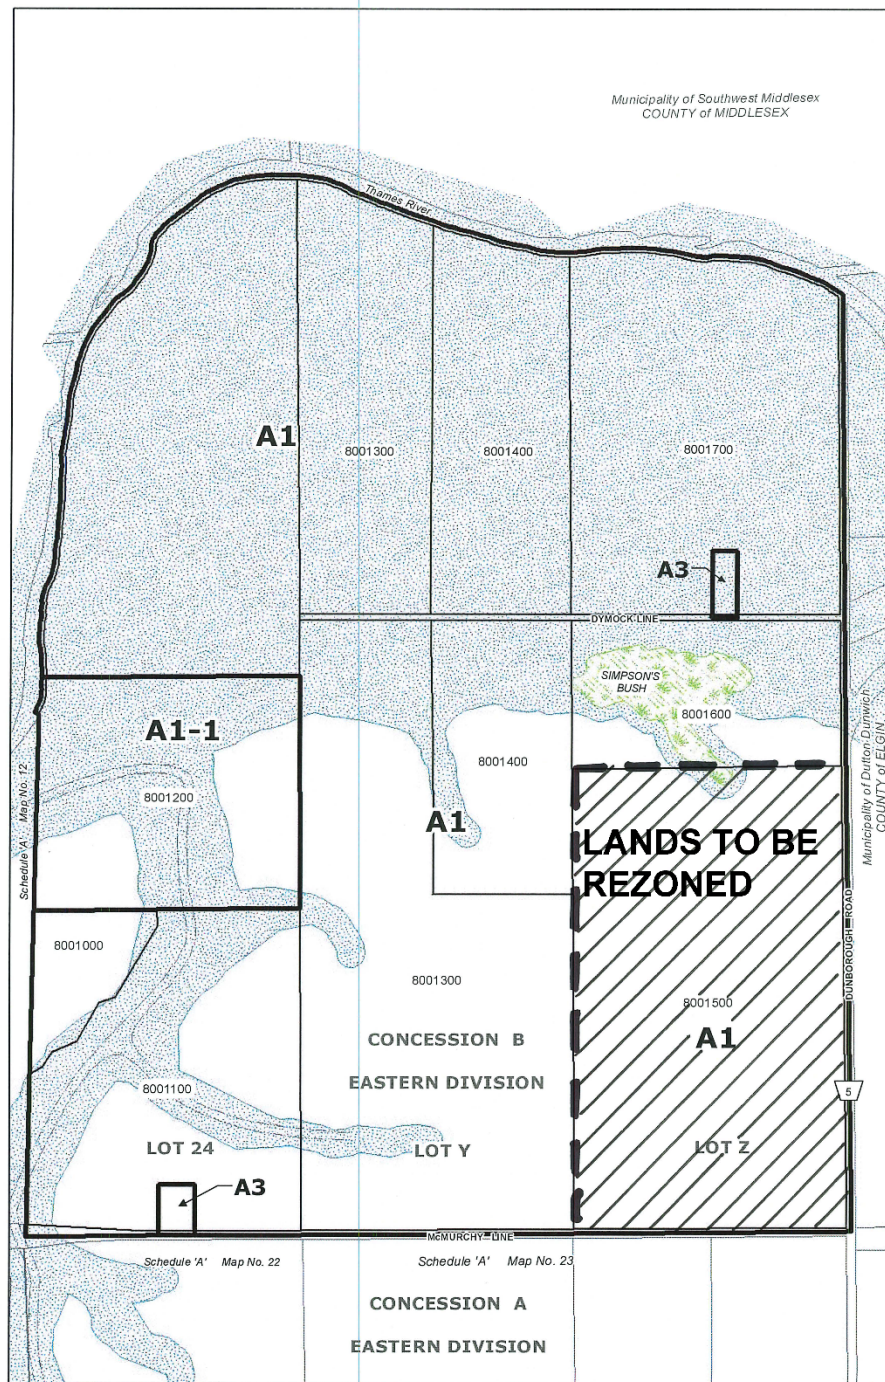 Municipality of Southwest Middlesex
COUNTY of MIDDLESEX
Thames River
A1
8001300
8001400
8001700
A3
DYMOCK LINE
SIMPSON'S
BUSH
8001600
A1-1
8001200
8001400
A1
Schedule 'A' Map No. 12
Municipality of Dutton-Dunwich
COUNTY of ELGIN
LANDS TO BE
REZONED
8001000
8001300
8001500
DUNBOROUGH ROAD
A1
CONCESSION B
EASTERN DIVISION
8001100
5
LOT 24
LOT Y
LOT Z
A3
McMURCHY LINE
Schedule 'A' Map No. 22
Schedule 'A' Map No. 23
CONCESSION A
EASTERN DIVISION